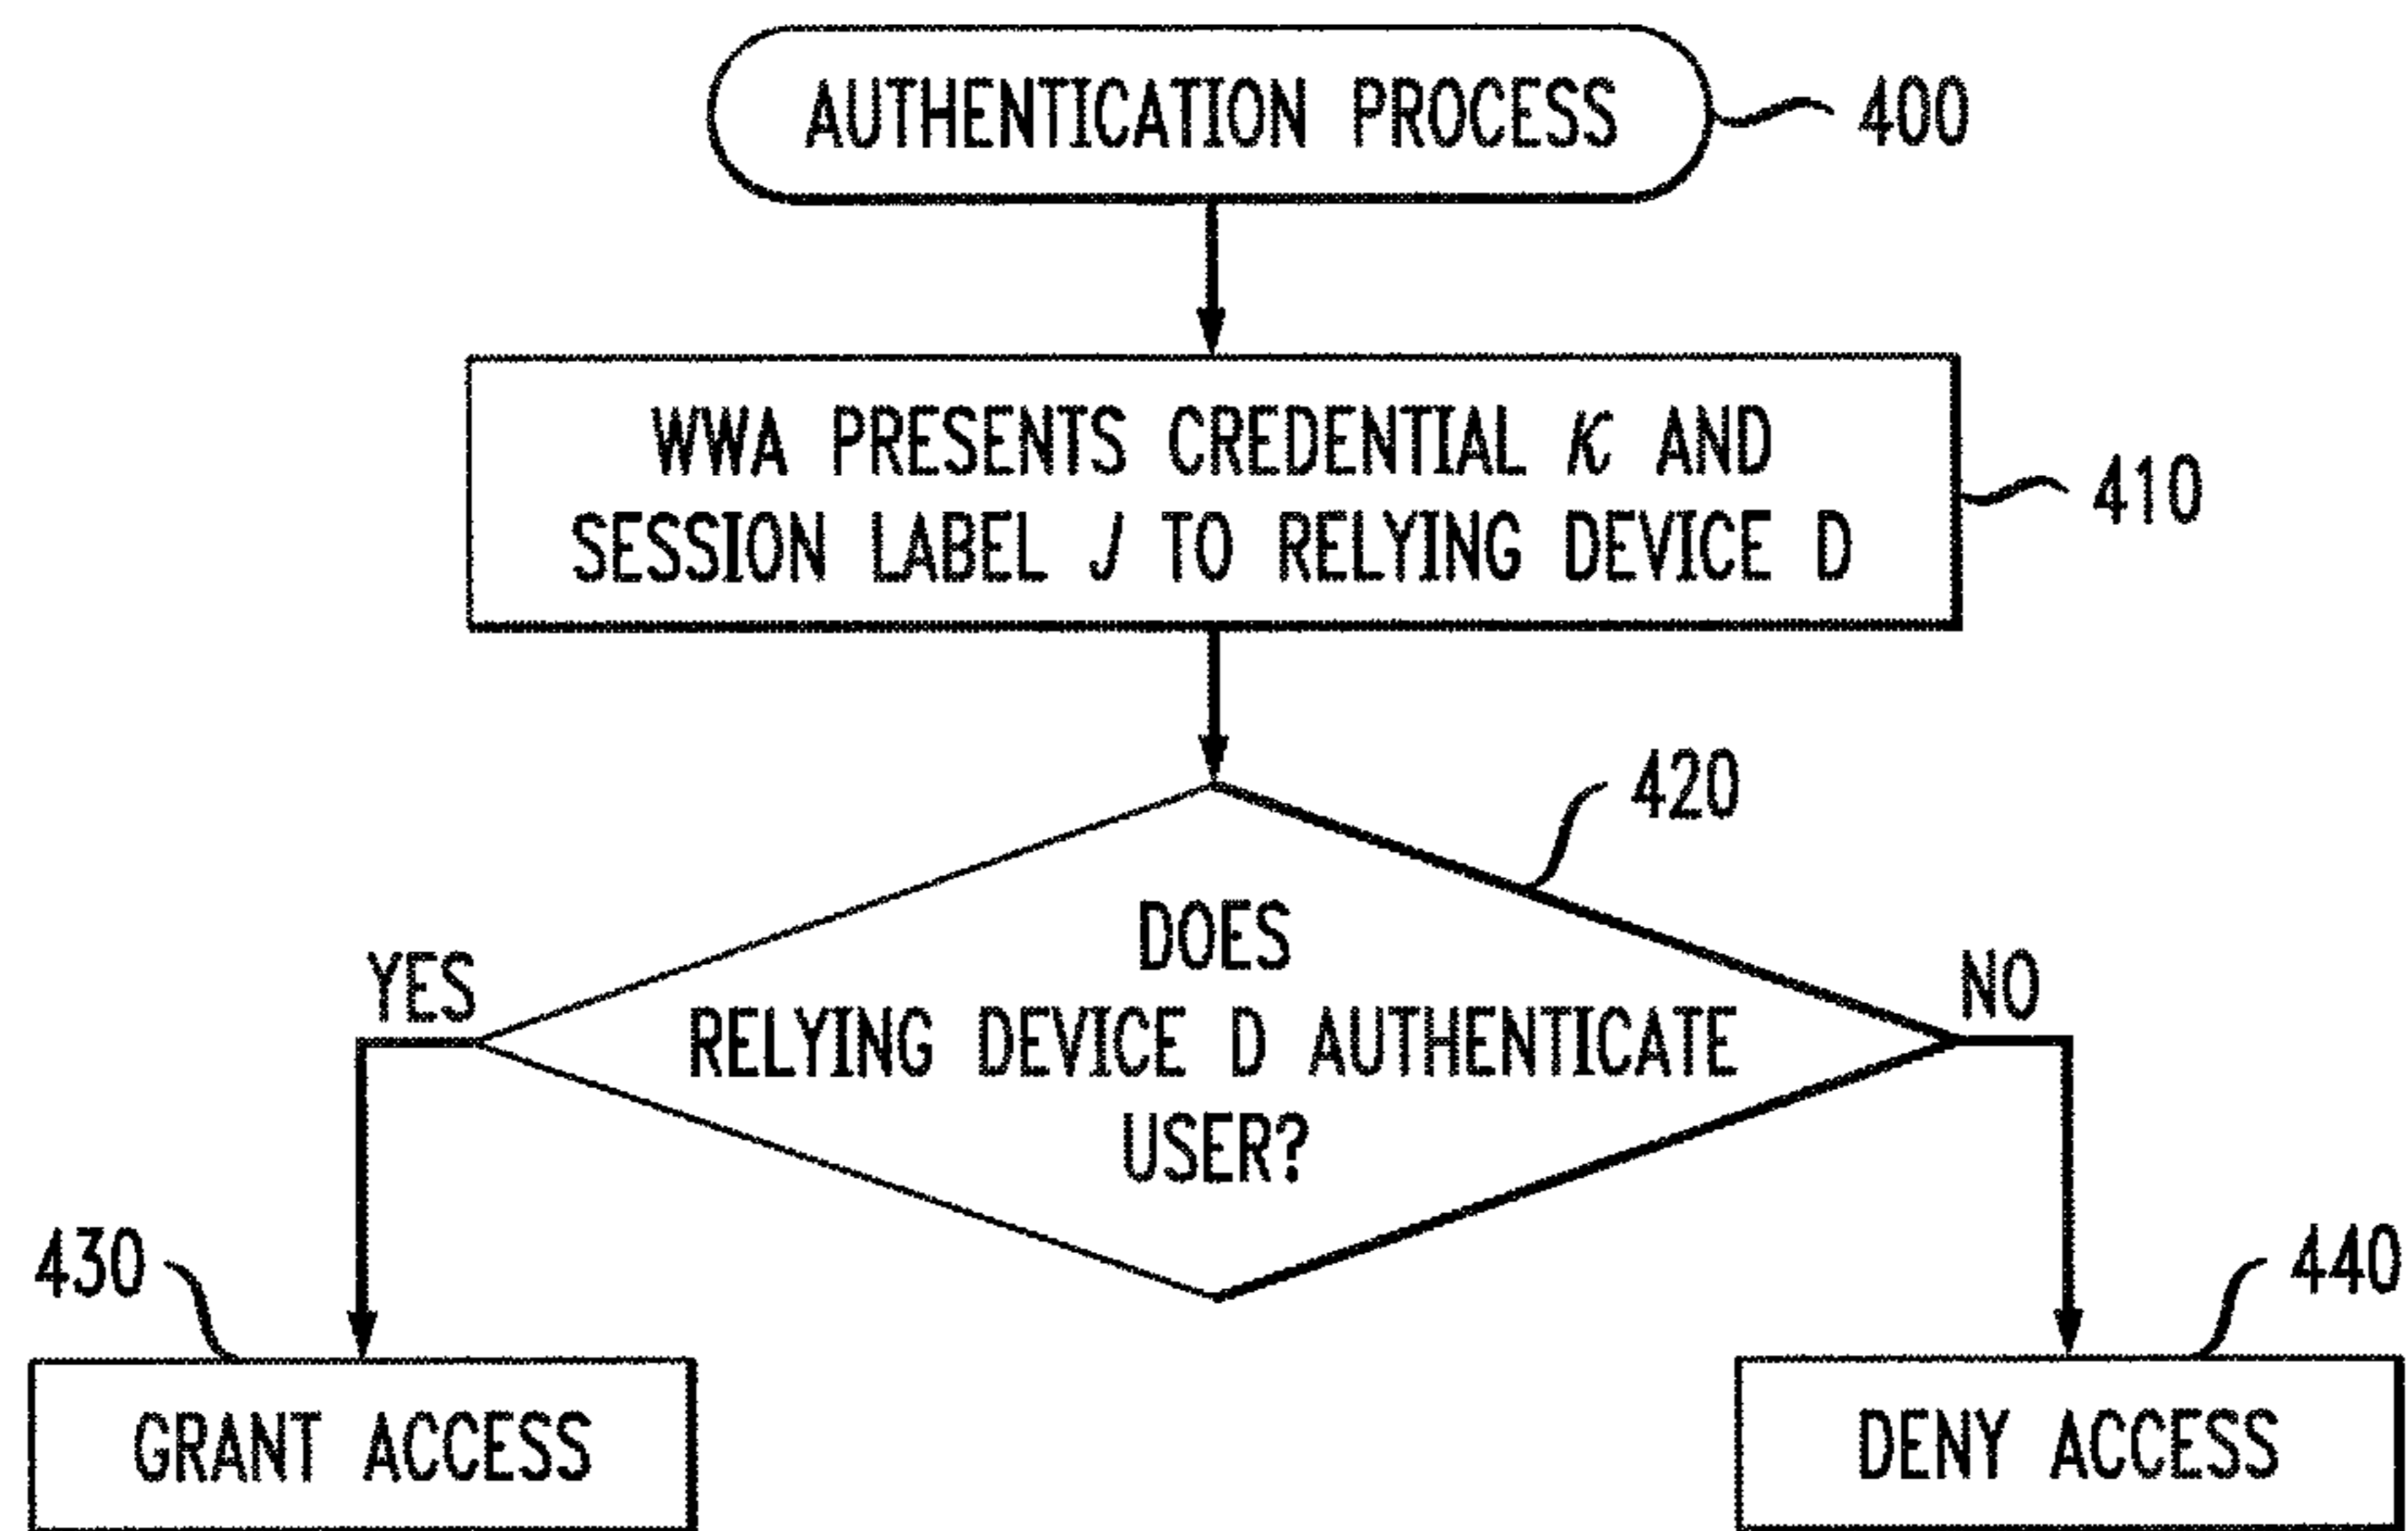 AUTHENTICATION PROCESS
400
WWA PRESENTS CREDENTIAL K AND
SESSION LABEL J TO RELYING DEVICE D
410
420
DOES
RELYING DEVICE D AUTHENTICATE
USER?
YES
NO
430
440
GRANT ACCESS
DENY ACCESS